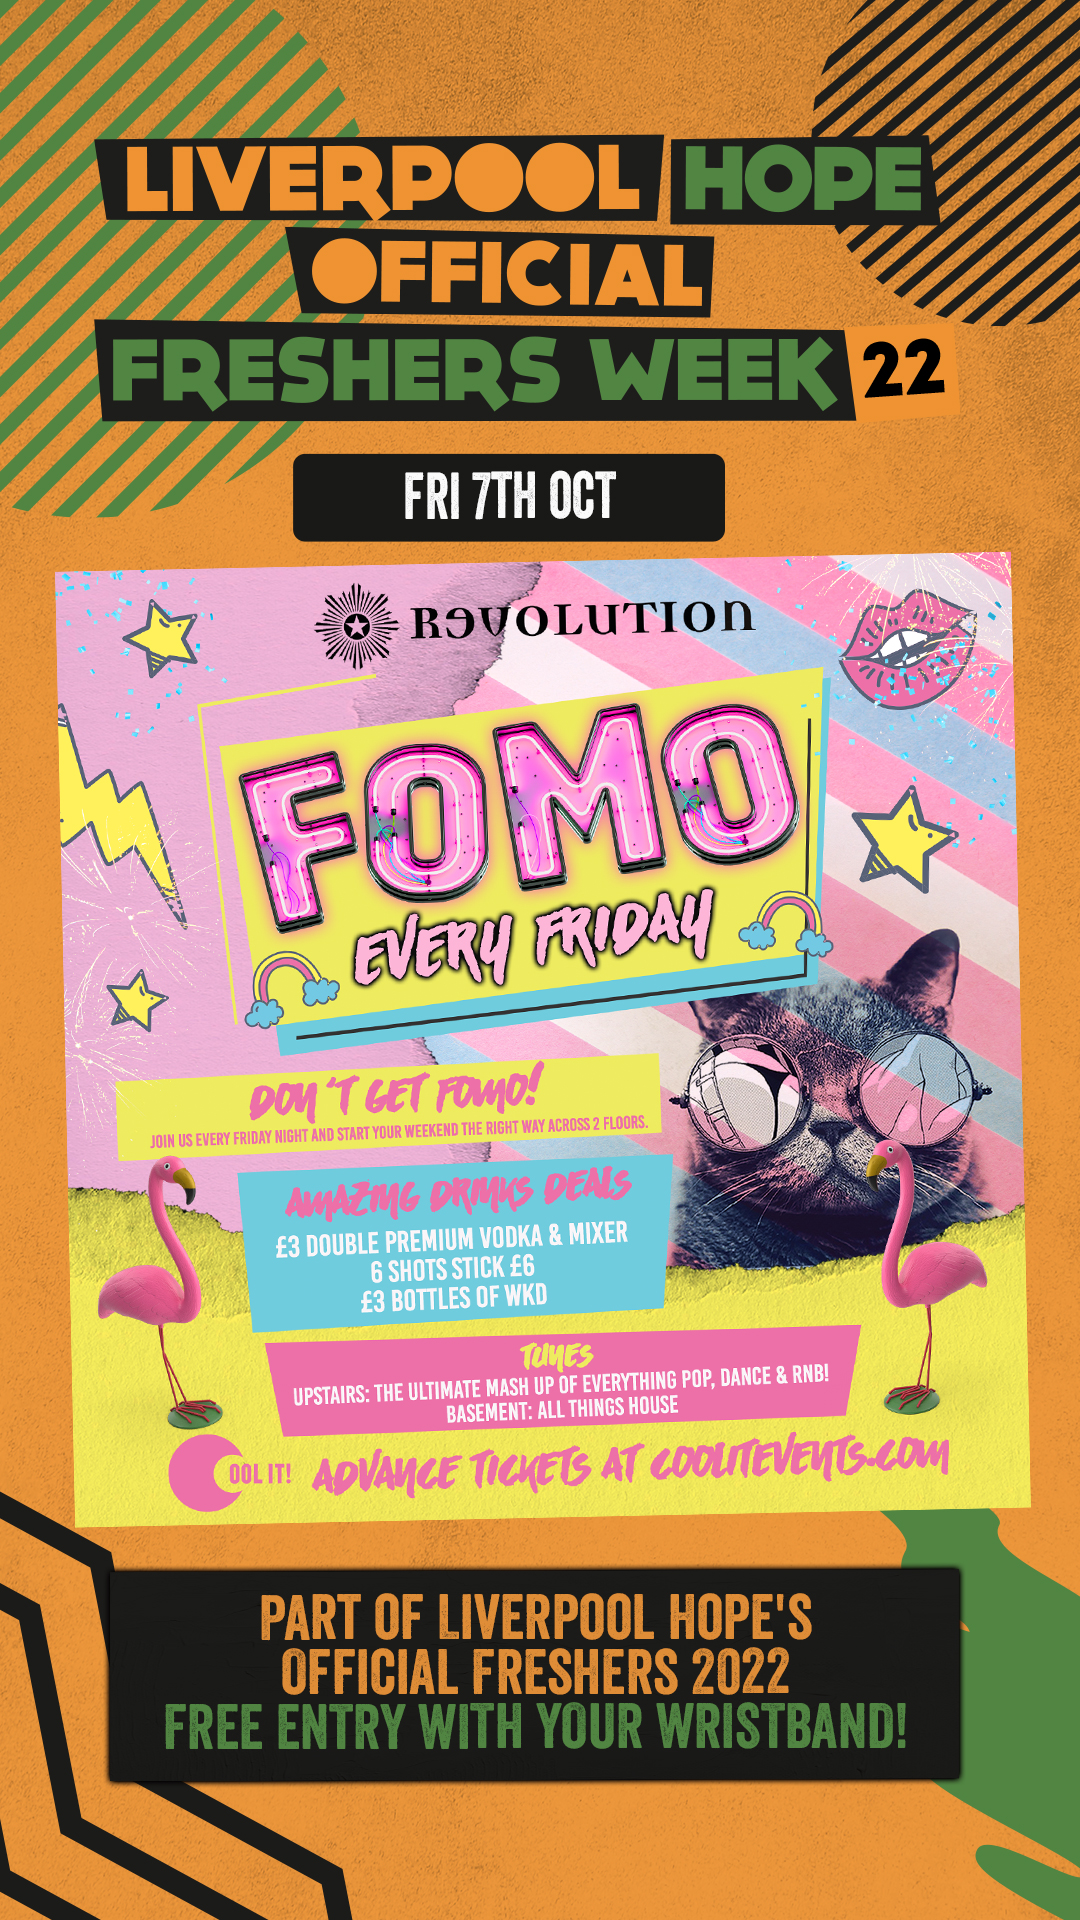 LIVERPOOL HOPE
OFFICIAL
FRESHERS WEEK 22
FRI 7TH OCT
REVOLUTION
FOMO
EVERY FRIDAY
DON'T GET FOMO!
JOIN US EVERY FRIDAY NIGHT AND START YOUR WEEKEND THE RIGHT WAY ACROSS 2 FLOORS.
AMAZING DRINKS DEALS
£3 DOUBLE PREMIUM VODKA & MIXER
6 SHOTS STICK £6
£3 BOTTLES OF WKD
TUNES
UPSTAIRS: THE ULTIMATE MASH UP OF EVERYTHING POP, DANCE & RNB!
BASEMENT: ALL THINGS HOUSE
COOL IT! ADVANCE TICKETS AT COOLITEVENTS.COM
PART OF LIVERPOOL HOPE'S
OFFICIAL FRESHERS 2022
FREE ENTRY WITH YOUR WRISTBAND!